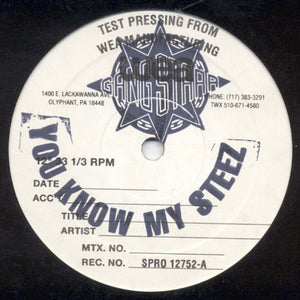 TEST PRESSING FROM
WEA MANUFACTURING
GANG STARR
1400 E. LACKAWANNA AVE.
OLYPHANT, PA 18448
PHONE: (717) 383-3291
TWX 510-671-4580
12" 33 1/3 RPM
DATE
ACC
TITLE
ARTIST
MTX. NO.
REC. NO. SPRO 12752-A
YOU KNOW MY STEEZ